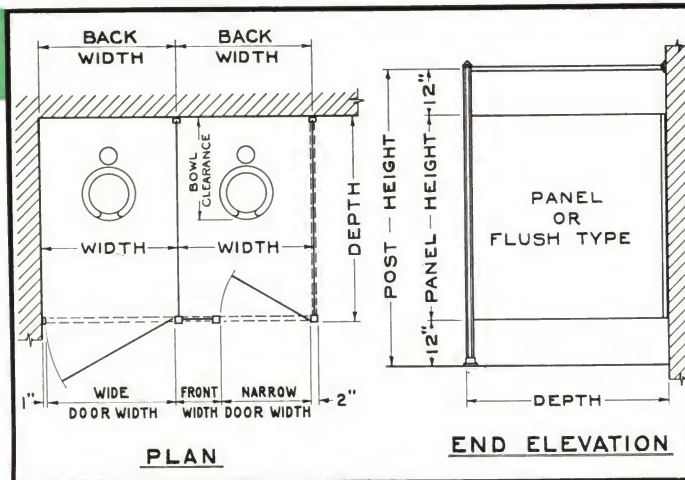 BACK
WIDTH
BACK
WIDTH
BOWL
CLEARANCE
WIDTH
WIDTH
DEPTH
1"
WIDE
DOOR WIDTH
FRONT
WIDTH
NARROW
DOOR WIDTH
2"
PLAN
POST-HEIGHT
12"
PANEL-HEIGHT
12"
PANEL
OR
FLUSH TYPE
DEPTH
END ELEVATION